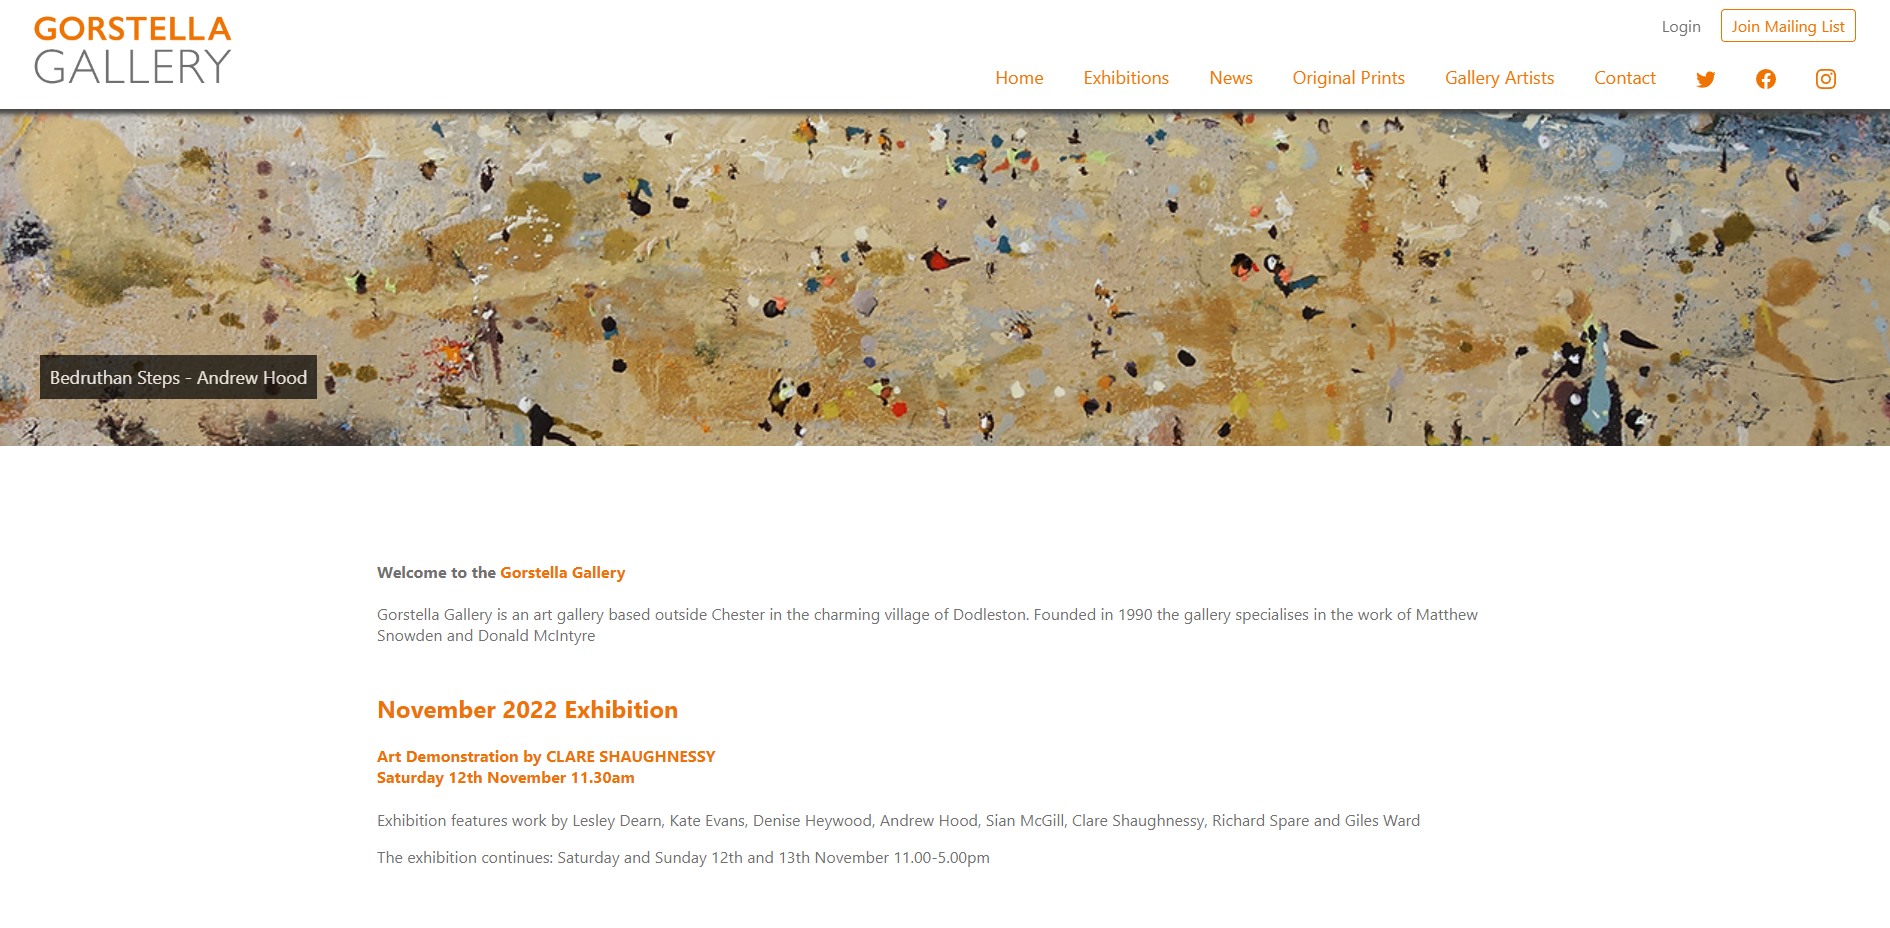 GORSTELLA
GALLERY
Login
Join Mailing List
Home
Exhibitions
News
Original Prints
Gallery Artists
Contact
Bedruthan Steps - Andrew Hood
Welcome to the Gorstella Gallery
Gorstella Gallery is an art gallery based outside Chester in the charming village of Dodleston. Founded in 1990 the gallery specialises in the work of Matthew
Snowden and Donald McIntyre
November 2022 Exhibition
Art Demonstration by CLARE SHAUGHNESSY
Saturday 12th November 11.30am
Exhibition features work by Lesley Dearn, Kate Evans, Denise Heywood, Andrew Hood, Sian McGill, Clare Shaughnessy, Richard Spare and Giles Ward
The exhibition continues: Saturday and Sunday 12th and 13th November 11.00-5.00pm